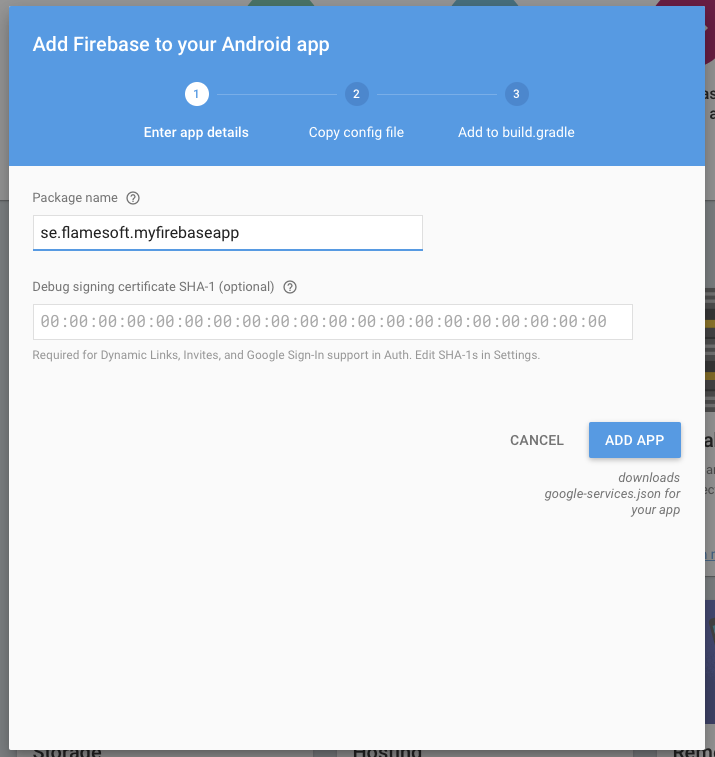 Add Firebase to your Android app
1
2
3
Enter app details
Copy config file
Add to build.gradle
Package name
se.flamesoft.myfirebaseapp
Debug signing certificate SHA-1 (optional)
00:00:00:00:00:00:00:00:00:00:00:00:00:00:00:00:00:00:00:00
Required for Dynamic Links, Invites, and Google Sign-In support in Auth. Edit SHA-1s in Settings.
CANCEL
ADD APP
downloads
google-services.json for
your app
Storage
Hosting